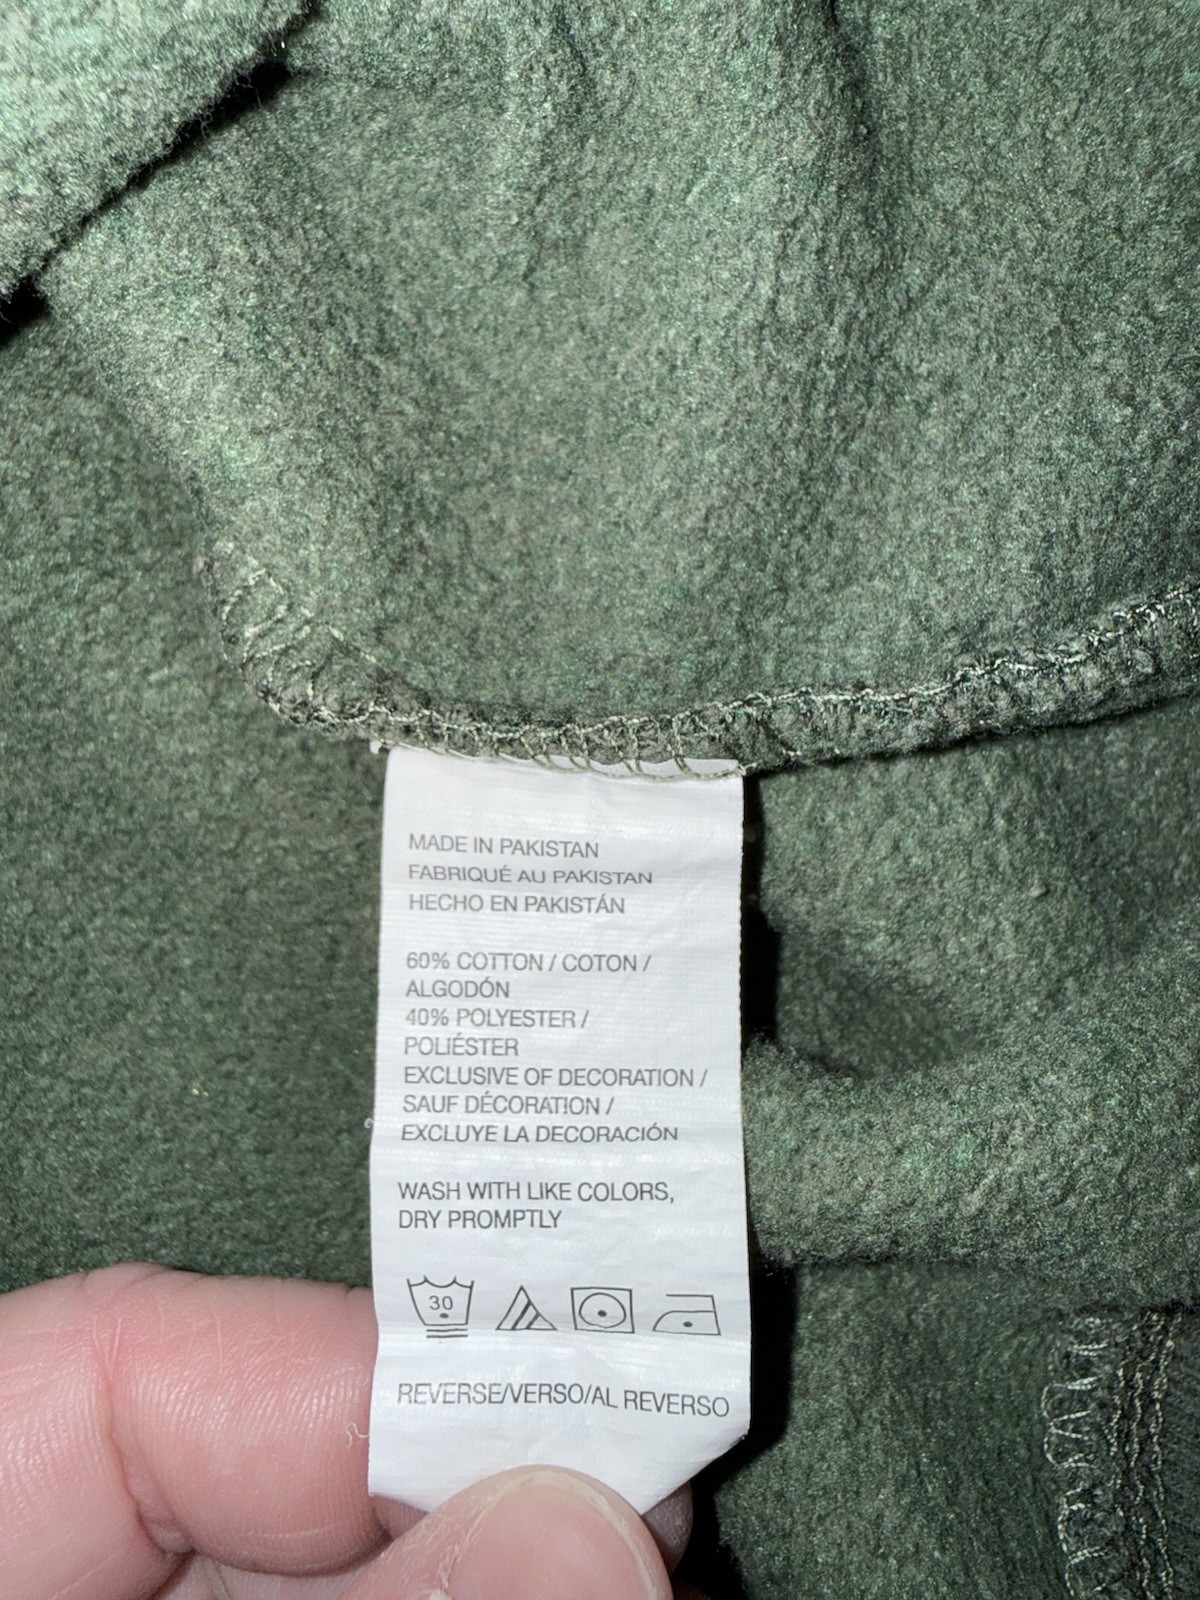 MADE IN PAKISTAN
FABRIQUÉ AU PAKISTAN
HECHO EN PAKISTÁN
60% COTTON / COTON /
ALGODÓN
40% POLYESTER /
POLIÉSTER
EXCLUSIVE OF DECORATION /
SAUF DÉCORATION /
EXCLUYE LA DECORACIÓN
WASH WITH LIKE COLORS,
DRY PROMPTLY
30
REVERSE/VERSO/AL REVERSO